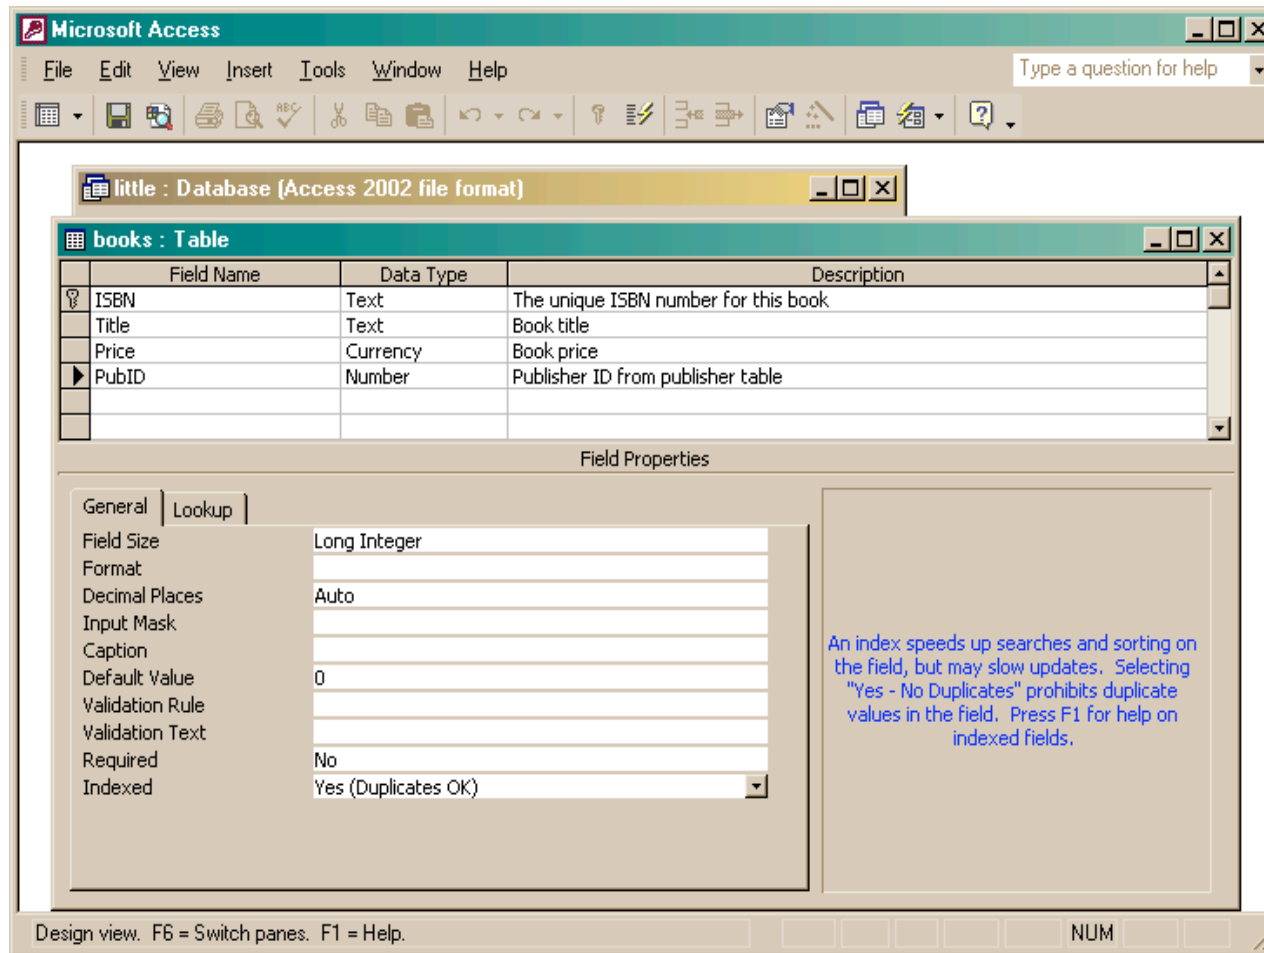 Microsoft Access
File Edit View Insert Tools Window Help Type a question for help
ABC
little : Database (Access 2002 file format)
books : Table
Field Name Data Type Description
ISBN Text The unique ISBN number for this book
Title Text Book title
Price Currency Book price
PubID Number Publisher ID from publisher table
Field Properties
General Lookup
Field Size Long Integer
Format
Decimal Places Auto
Input Mask
Caption
Default Value 0
Validation Rule
Validation Text
Required No
Indexed Yes (Duplicates OK)
An index speeds up searches and sorting on
the field, but may slow updates. Selecting
"Yes - No Duplicates" prohibits duplicate
values in the field. Press F1 for help on
indexed fields.
Design view. F6 = Switch panes. F1 = Help. NUM